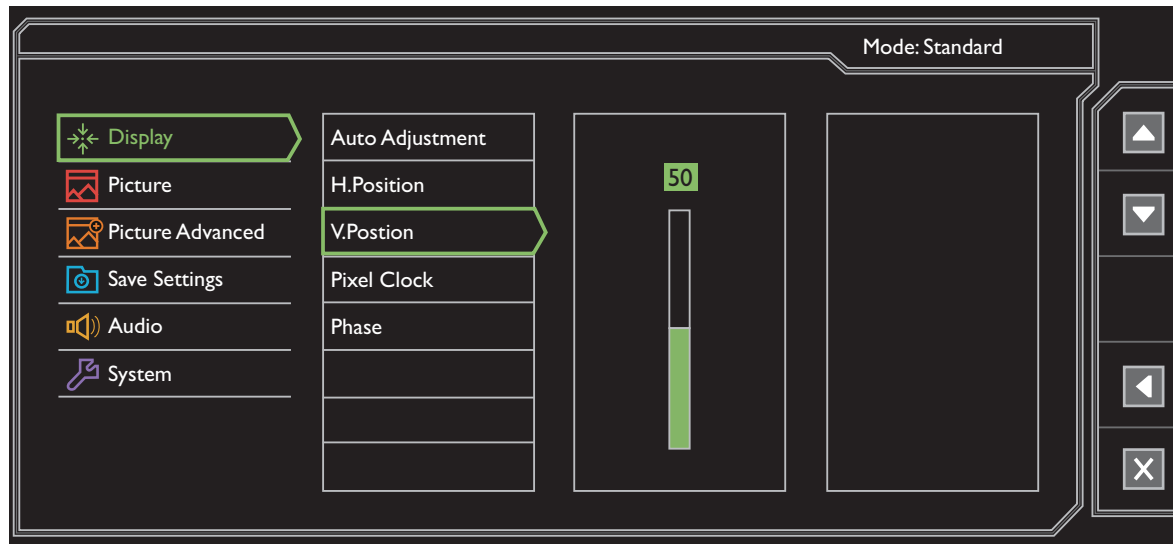 Mode: Standard
Display
Picture
Picture Advanced
Save Settings
Audio
System
Auto Adjustment
H.Position
V.Postion
Pixel Clock
Phase
50
X